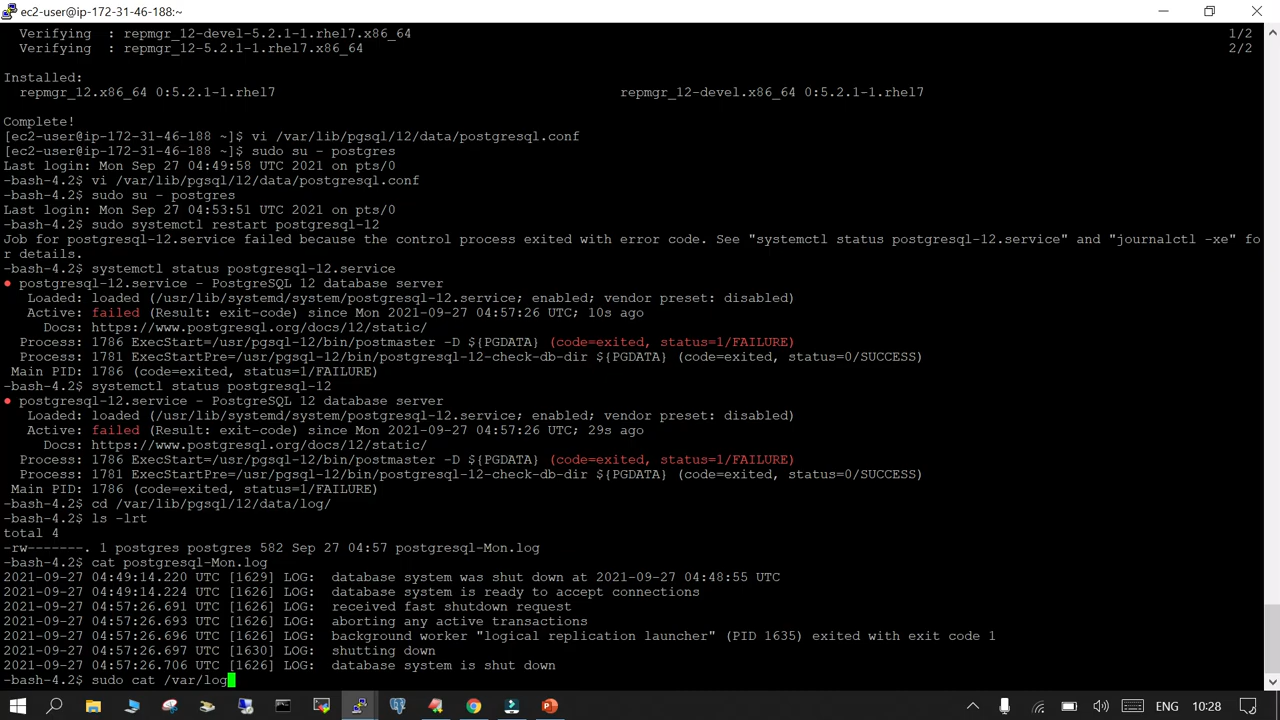 ec2-user@ip-172-31-46-188:~
Verifying  : repmgr_12-devel-5.2.1-1.rhel7.x86_64 1/2
Verifying  : repmgr_12-5.2.1-1.rhel7.x86_64 2/2
Installed:
repmgr_12.x86_64 0:5.2.1-1.rhel7 repmgr_12-devel.x86_64 0:5.2.1-1.rhel7
Complete!
[ec2-user@ip-172-31-46-188 ~]$ vi /var/lib/pgsql/12/data/postgresql.conf
[ec2-user@ip-172-31-46-188 ~]$ sudo su - postgres
Last login: Mon Sep 27 04:49:58 UTC 2021 on pts/0
-bash-4.2$ vi /var/lib/pgsql/12/data/postgresql.conf
-bash-4.2$ sudo su - postgres
Last login: Mon Sep 27 04:53:51 UTC 2021 on pts/0
-bash-4.2$ sudo systemctl restart postgresql-12
Job for postgresql-12.service failed because the control process exited with error code. See "systemctl status postgresql-12.service" and "journalctl -xe" fo
r details.
-bash-4.2$ systemctl status postgresql-12.service
● postgresql-12.service - PostgreSQL 12 database server
Loaded: loaded (/usr/lib/systemd/system/postgresql-12.service; enabled; vendor preset: disabled)
Active: failed (Result: exit-code) since Mon 2021-09-27 04:57:26 UTC; 10s ago
Docs: https://www.postgresql.org/docs/12/static/
Process: 1786 ExecStart=/usr/pgsql-12/bin/postmaster -D ${PGDATA} (code=exited, status=1/FAILURE)
Process: 1781 ExecStartPre=/usr/pgsql-12/bin/postgresql-12-check-db-dir ${PGDATA} (code=exited, status=0/SUCCESS)
Main PID: 1786 (code=exited, status=1/FAILURE)
-bash-4.2$ systemctl status postgresql-12
● postgresql-12.service - PostgreSQL 12 database server
Loaded: loaded (/usr/lib/systemd/system/postgresql-12.service; enabled; vendor preset: disabled)
Active: failed (Result: exit-code) since Mon 2021-09-27 04:57:26 UTC; 29s ago
Docs: https://www.postgresql.org/docs/12/static/
Process: 1786 ExecStart=/usr/pgsql-12/bin/postmaster -D ${PGDATA} (code=exited, status=1/FAILURE)
Process: 1781 ExecStartPre=/usr/pgsql-12/bin/postgresql-12-check-db-dir ${PGDATA} (code=exited, status=0/SUCCESS)
Main PID: 1786 (code=exited, status=1/FAILURE)
-bash-4.2$ cd /var/lib/pgsql/12/data/log/
-bash-4.2$ ls -lrt
total 4
-rw-------. 1 postgres postgres 582 Sep 27 04:57 postgresql-Mon.log
-bash-4.2$ cat postgresql-Mon.log
2021-09-27 04:49:14.220 UTC [1629] LOG:  database system was shut down at 2021-09-27 04:48:55 UTC
2021-09-27 04:49:14.224 UTC [1626] LOG:  database system is ready to accept connections
2021-09-27 04:57:26.691 UTC [1626] LOG:  received fast shutdown request
2021-09-27 04:57:26.693 UTC [1626] LOG:  aborting any active transactions
2021-09-27 04:57:26.696 UTC [1626] LOG:  background worker "logical replication launcher" (PID 1635) exited with exit code 1
2021-09-27 04:57:26.697 UTC [1630] LOG:  shutting down
2021-09-27 04:57:26.706 UTC [1626] LOG:  database system is shut down
-bash-4.2$ sudo cat /var/log
ENG 10:28